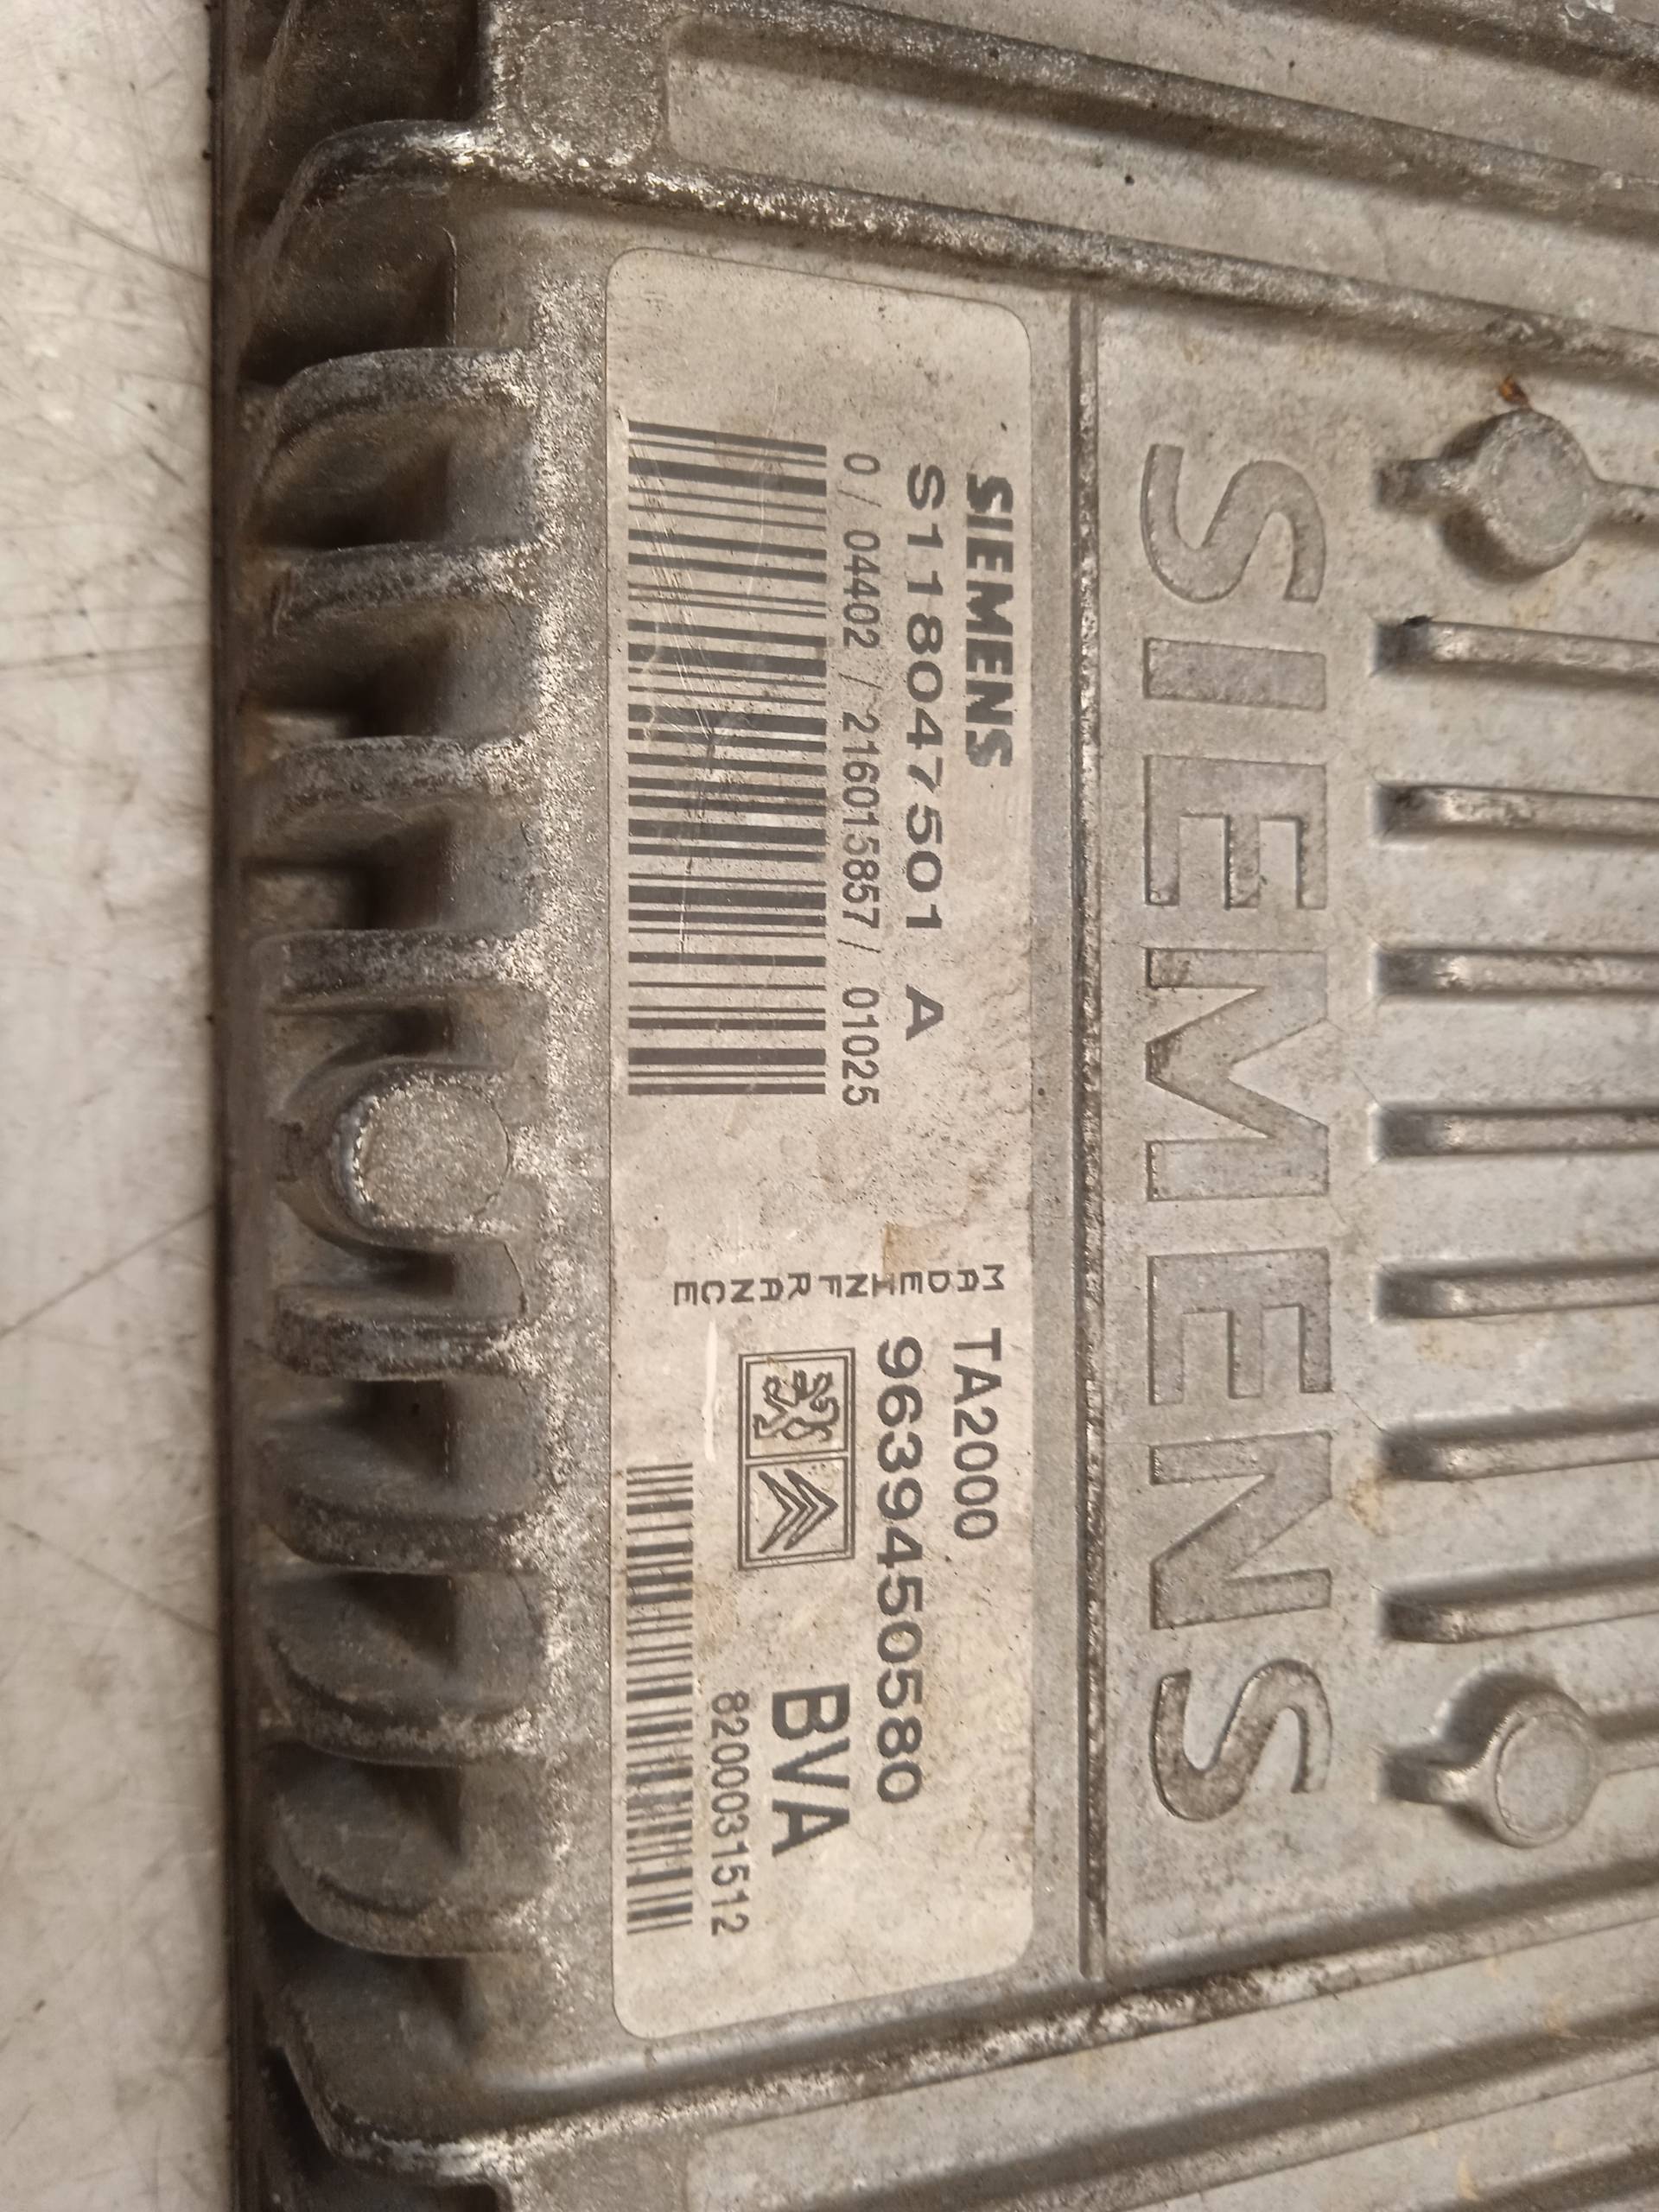 SIEMENS
SIEMENS
S118047501 A
0 / 04402 / 216015857 / 01025
MADE IN FRANCE
TA2000
9639450580
BVA
8200031512